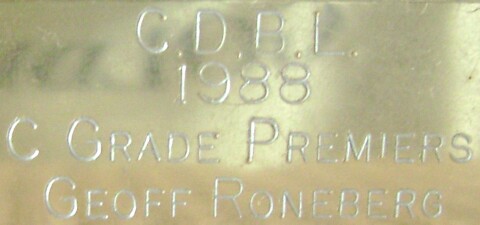 C.D.B.L.
1988
C GRADE PREMIERS
GEOFF RONEBERG